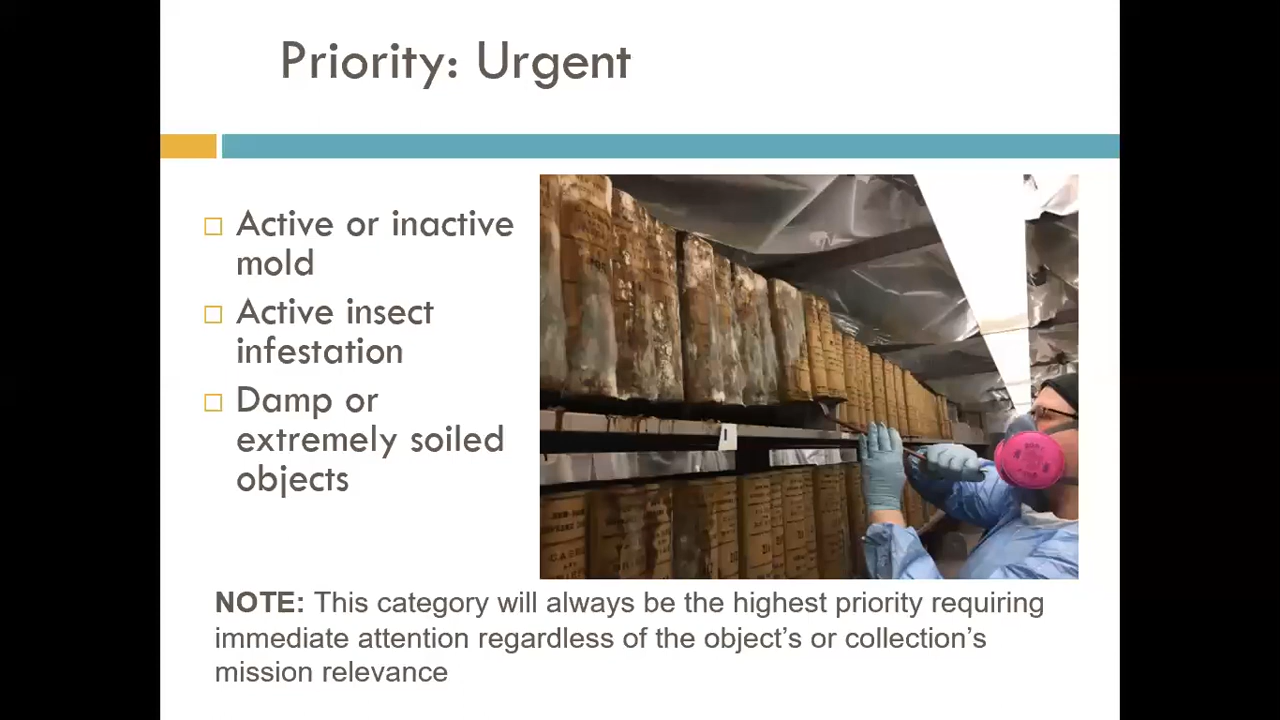 Priority: Urgent
Active or inactive
mold
Active insect
infestation
Damp or
extremely soiled
objects
NOTE: This category will always be the highest priority requiring
immediate attention regardless of the object’s or collection’s
mission relevance